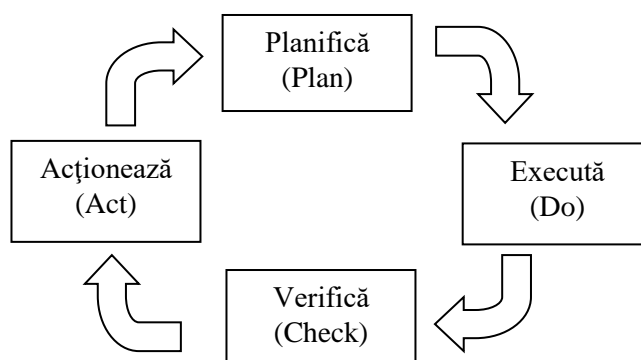 Planifică
(Plan)
Acţionează
(Act)
Execută
(Do)
Verifică
(Check)